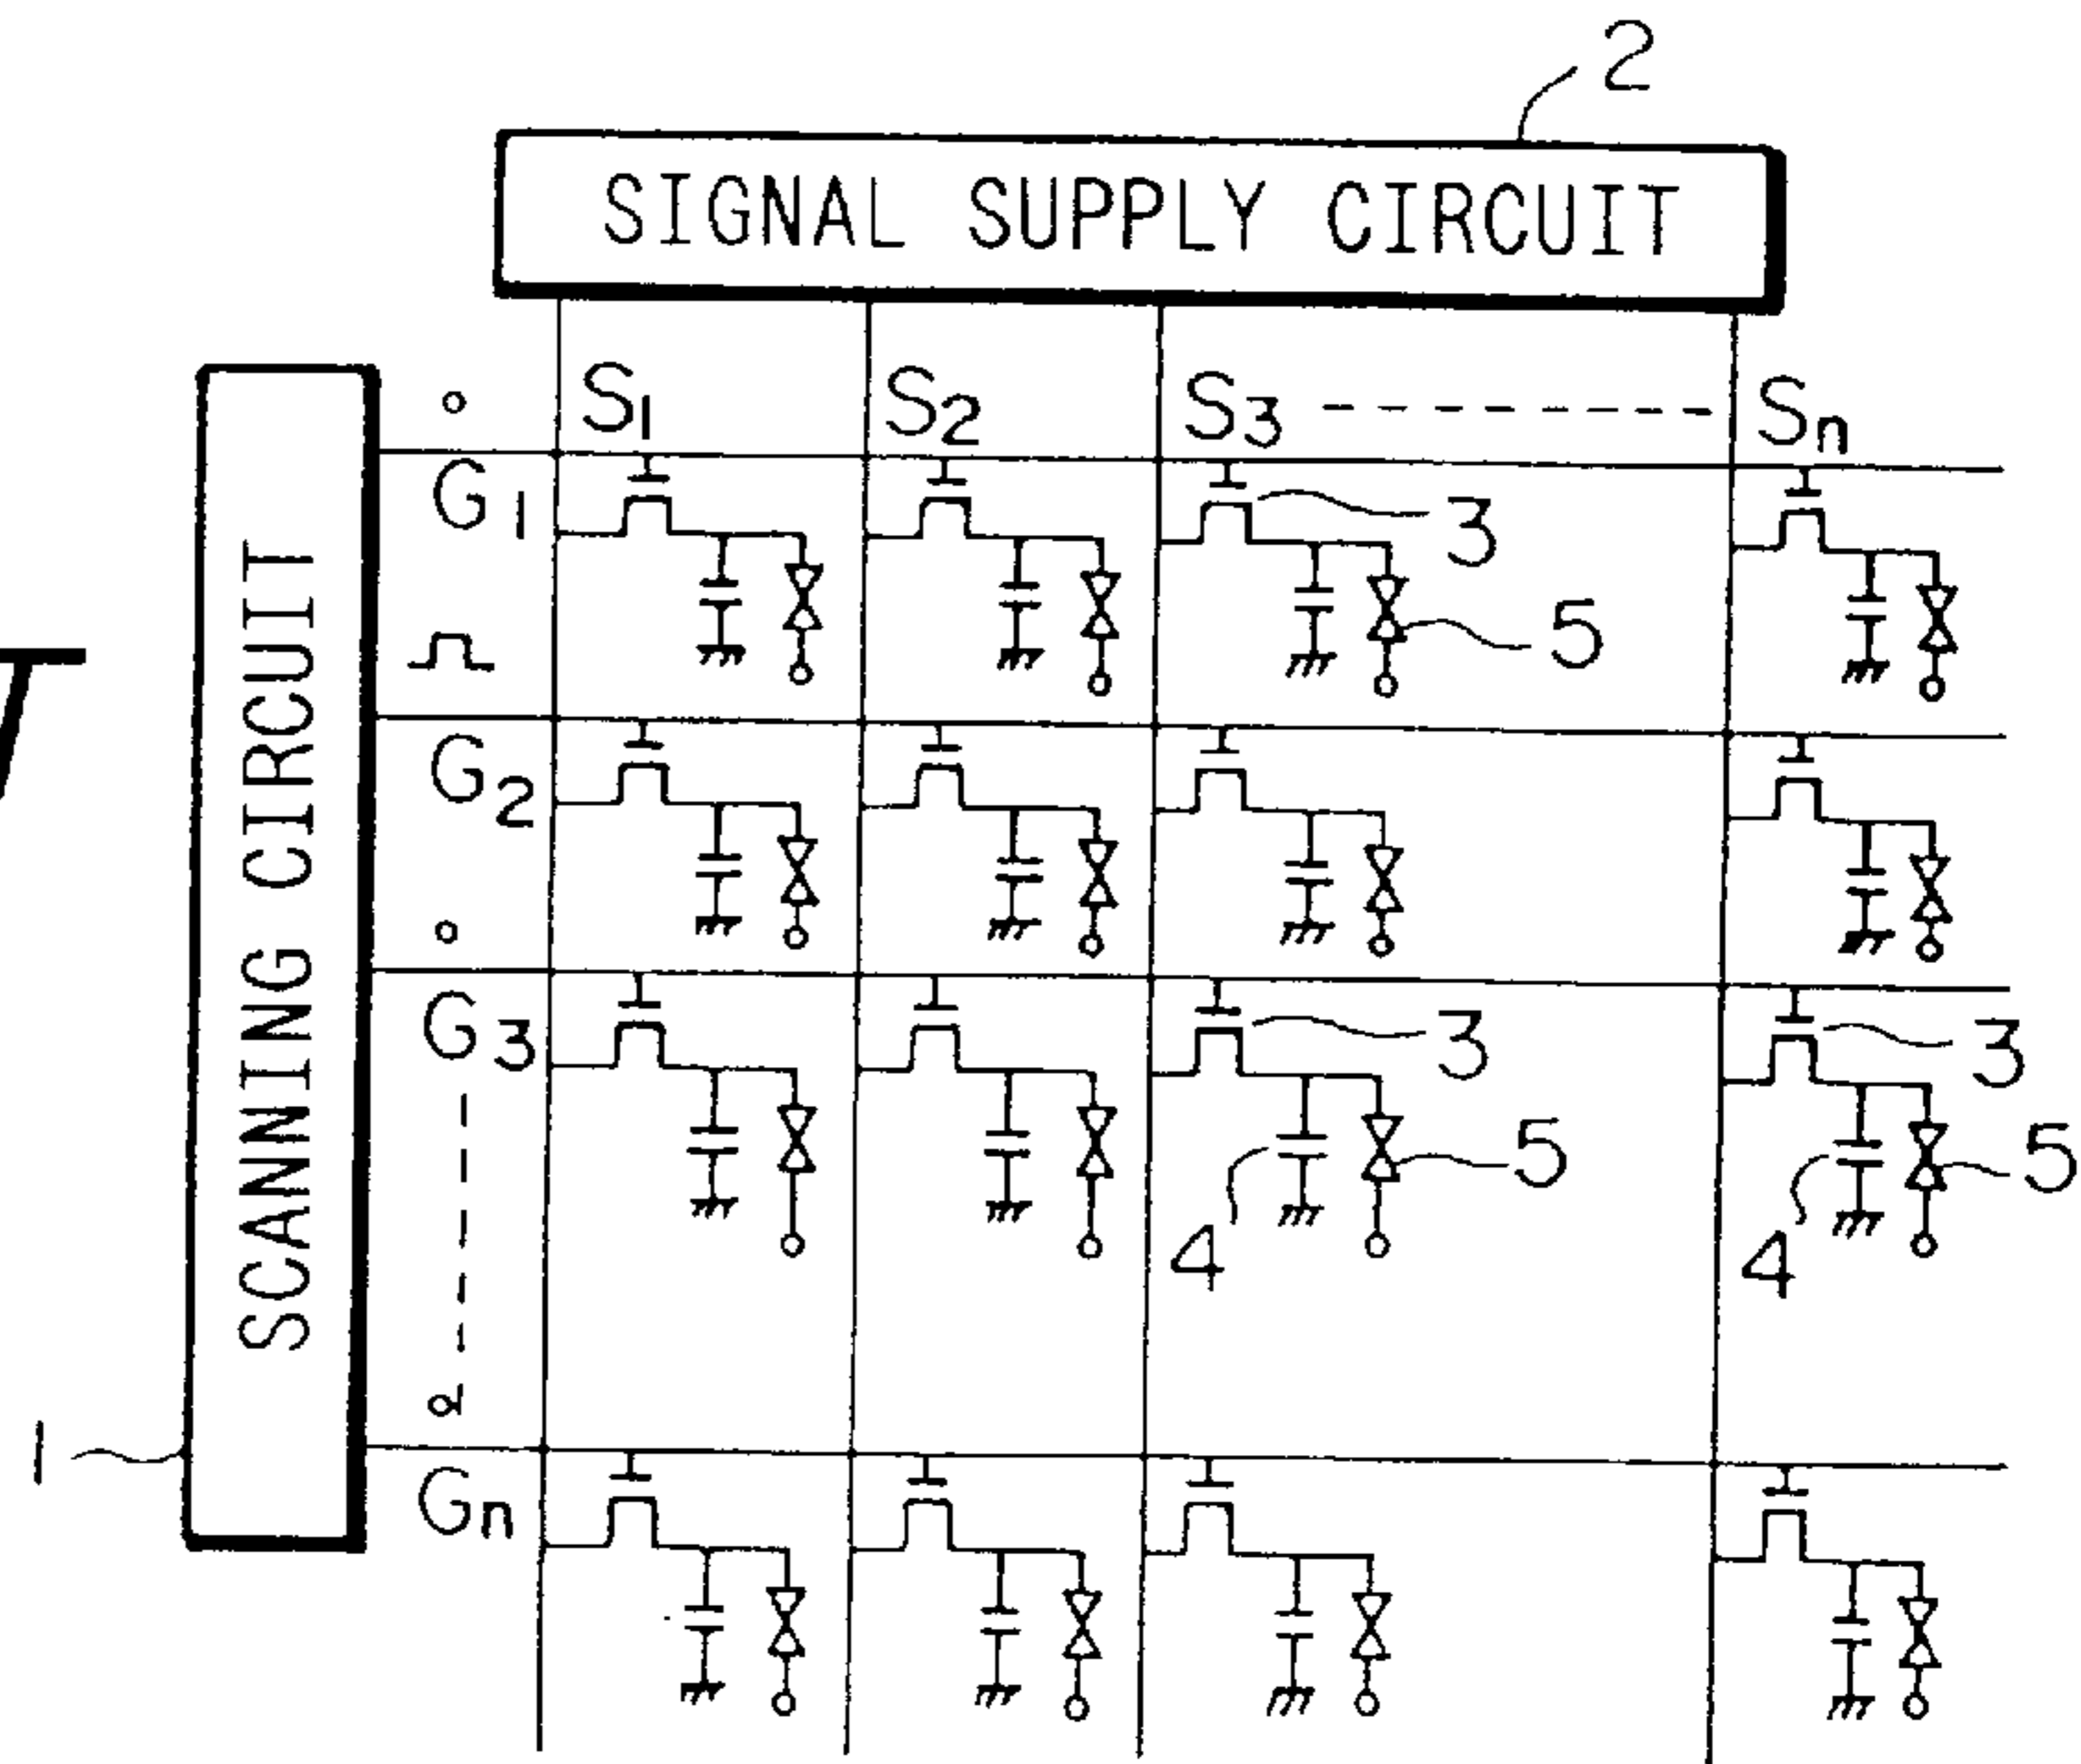 2
SIGNAL SUPPLY CIRCUIT
S1 S2 S3 Sn
SCANNING CIRCUIT
G1
3
5
G2
G3
3
3
5
5
4
4
1
Gn